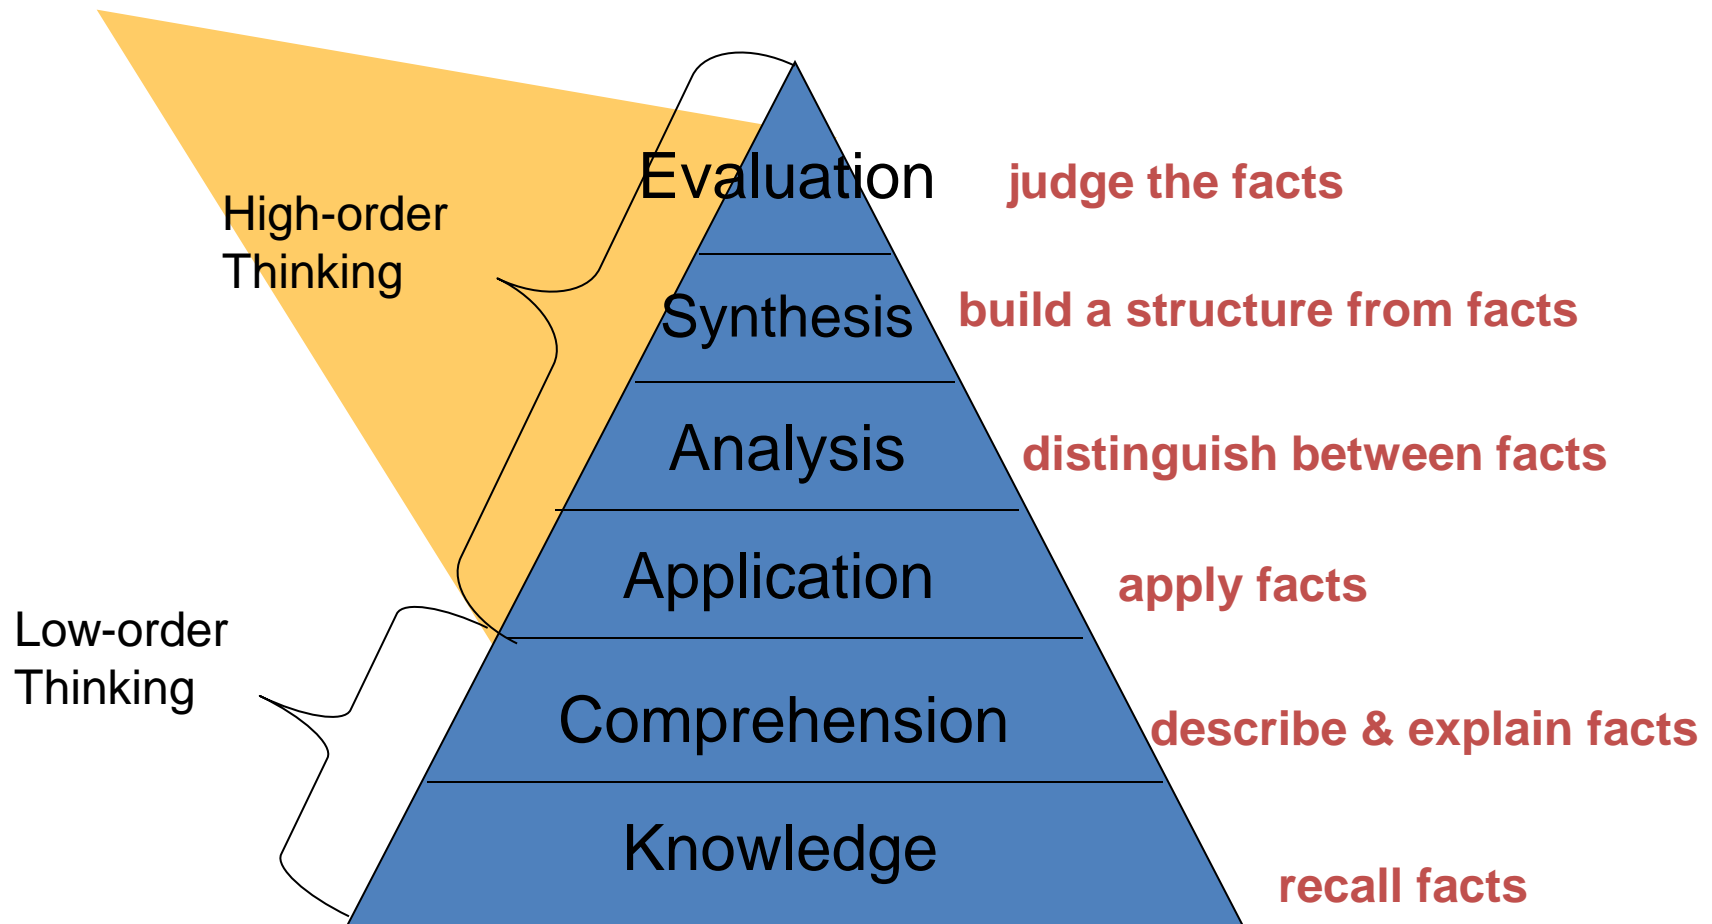 Evaluation
judge the facts
High-order
Thinking
Synthesis
build a structure from facts
Analysis
distinguish between facts
Application
apply facts
Low-order
Thinking
Comprehension
describe & explain facts
Knowledge
recall facts